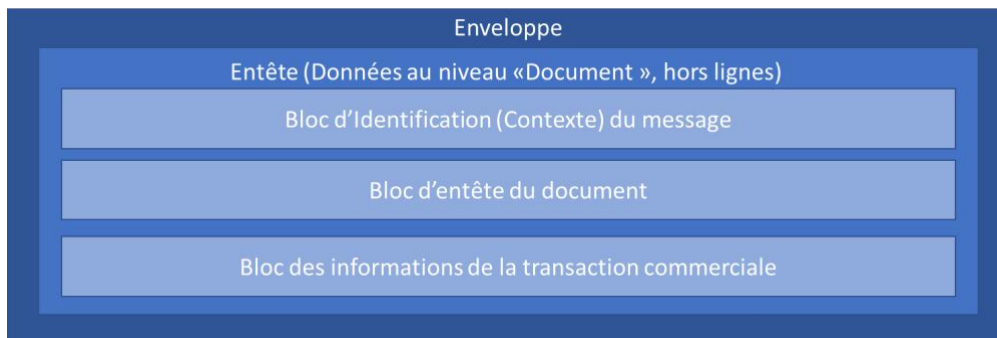 Enveloppe
Entête (Données au niveau «Document », hors lignes)
Bloc d’Identification (Contexte) du message
Bloc d’entête du document
Bloc des informations de la transaction commerciale